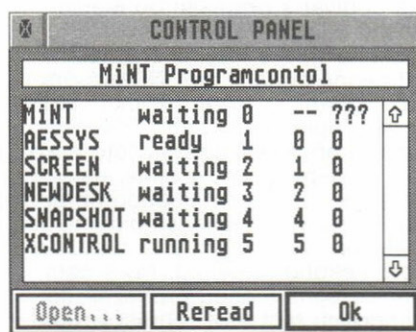 CONTROL PANEL
MiNT Programcontol
MiNT waiting 0 -- ???
AESSYS ready 1 0 0
SCREEN waiting 2 1 0
NEWDESK waiting 3 2 0
SNAPSHOT waiting 4 4 0
XCONTROL running 5 5 0
Open... Reread Ok